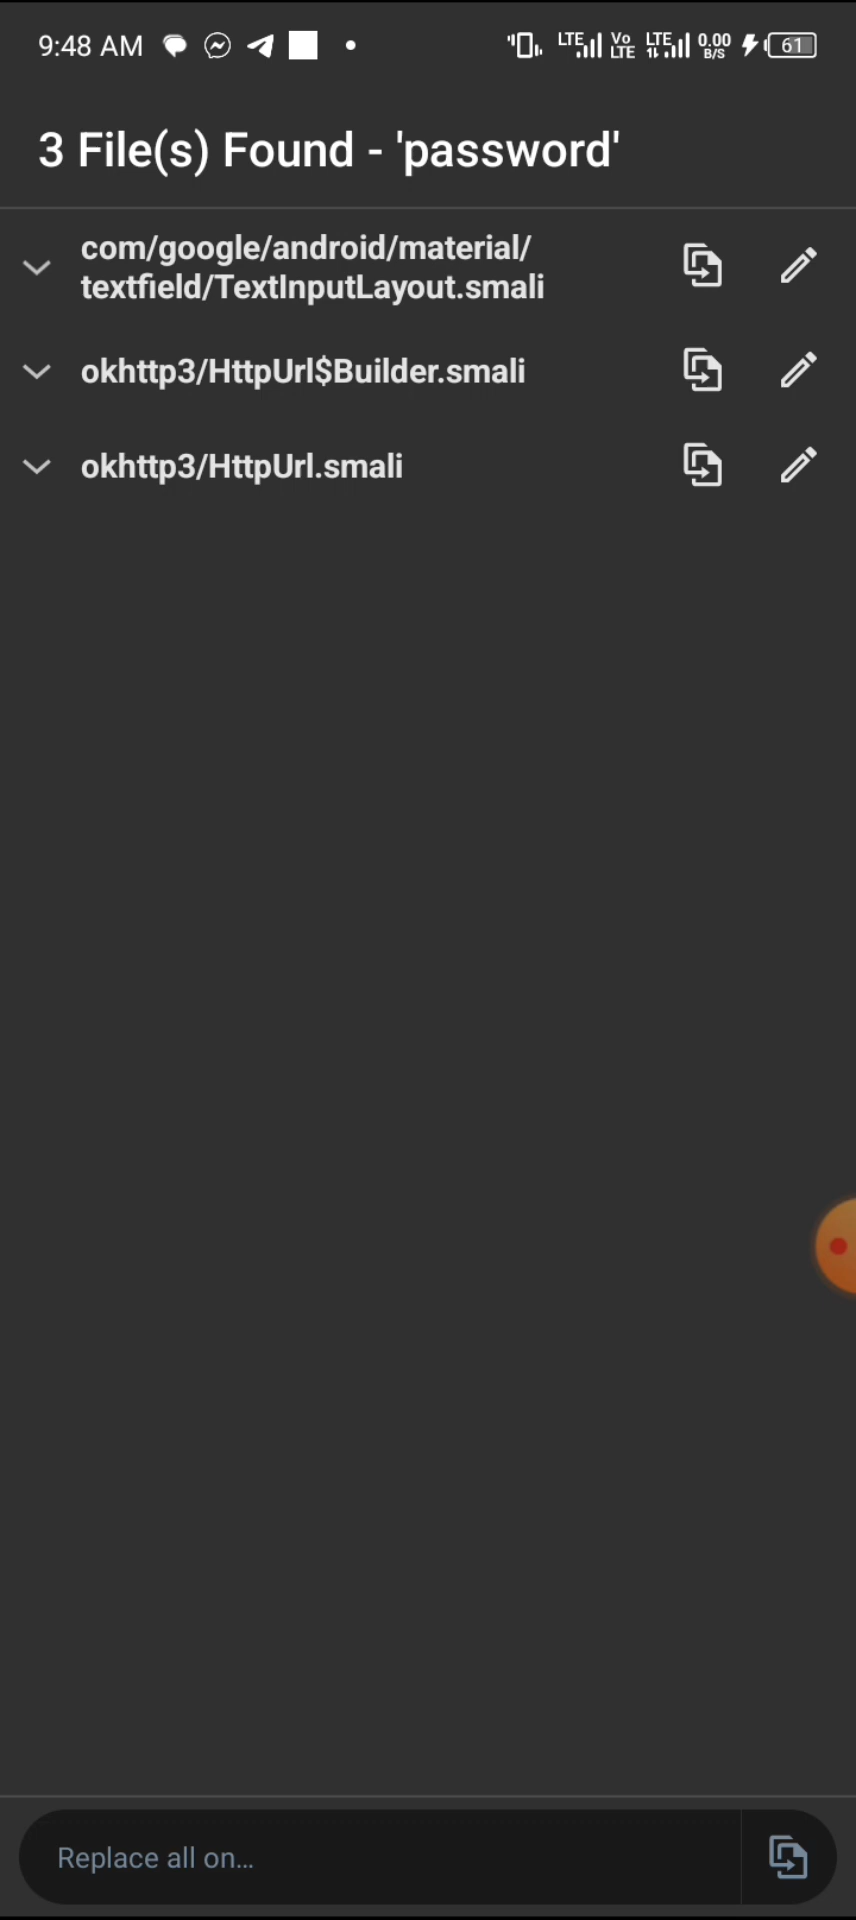 9:48 AM
LTE Vo LTE LTE 0.00 B/S 61
3 File(s) Found - 'password'
com/google/android/material/
textfield/TextInputLayout.smali
okhttp3/HttpUrl$Builder.smali
okhttp3/HttpUrl.smali
Replace all on...